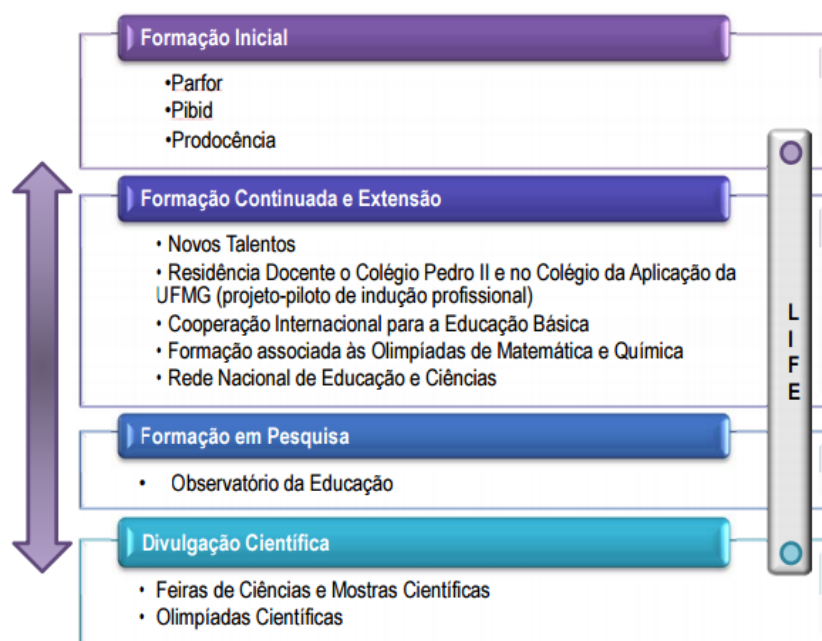 Formação Inicial
•Parfor
•Pibid
•Prodocência
Formação Continuada e Extensão
• Novos Talentos
• Residência Docente o Colégio Pedro II e no Colégio da Aplicação da
UFMG (projeto-piloto de indução profissional)
• Cooperação Internacional para a Educação Básica
• Formação associada às Olimpíadas de Matemática e Química
• Rede Nacional de Educação e Ciências
Formação em Pesquisa
• Observatório da Educação
Divulgação Científica
• Feiras de Ciências e Mostras Científicas
• Olimpíadas Científicas
L
I
F
E